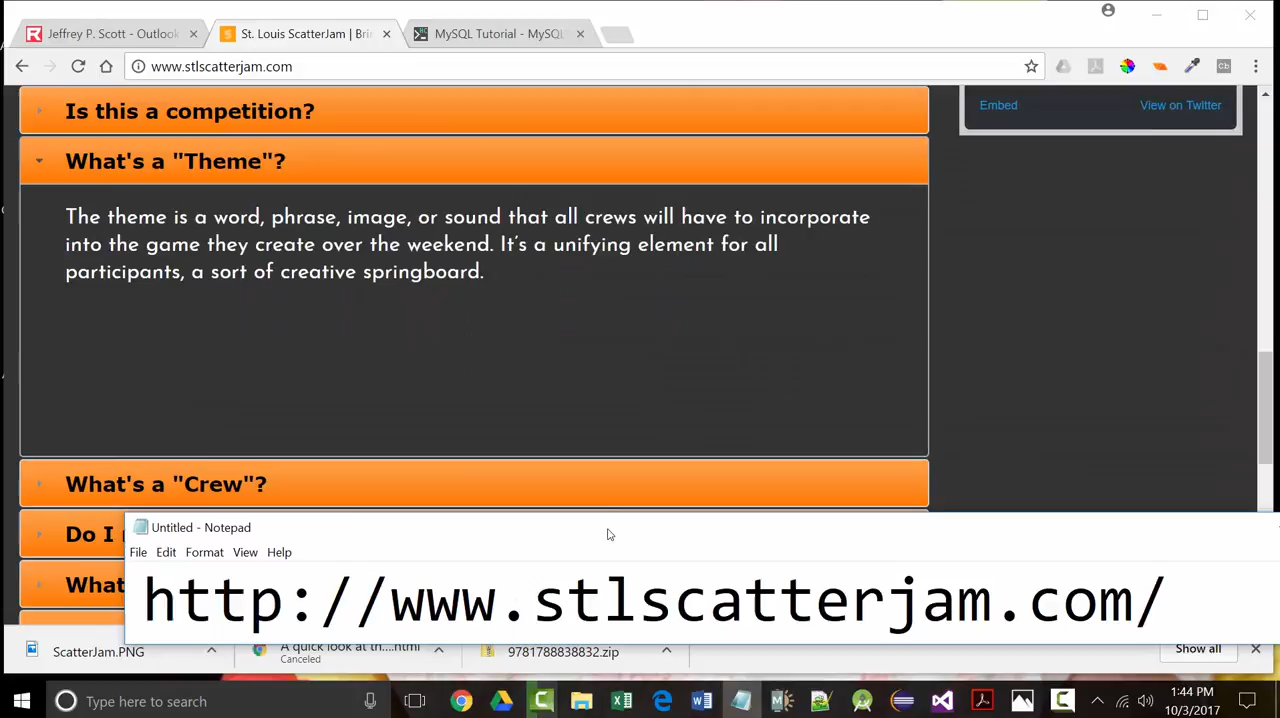 Jeffrey P. Scott - Outlook
St. Louis ScatterJam | Bri
MySQL Tutorial - MySQL
www.stlscatterjam.com
Cb
Embed
View on Twitter
Is this a competition?
What's a "Theme"?
The theme is a word, phrase, image, or sound that all crews will have to incorporate
into the game they create over the weekend. It's a unifying element for all
participants, a sort of creative springboard.
What's a "Crew"?
Do I
What
Untitled - Notepad
File Edit Format View Help
http://www.stlscatterjam.com/
ScatterJam.PNG
A quick look at th....html
Canceled
9781788838832.zip
Show all
Type here to search
1:44 PM
10/3/2017